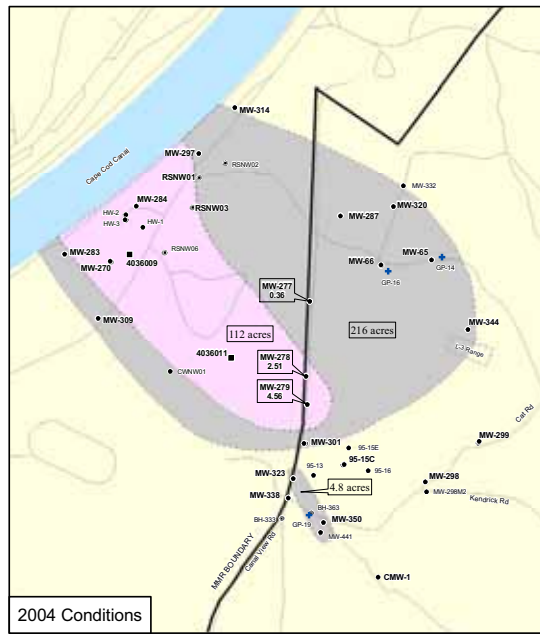 MW-314
Cape Cod Canal
MW-297
RSNW02
RSNW01
MW-332
MW-284
RSNW03
MW-320
HW-2
HW-3
HW-1
MW-287
MW-283
4036009
RSNW06
MW-270
MW-66
MW-65
GP-14
GP-16
MW-277
0.36
MW-309
112 acres
216 acres
MW-344
L-3 Range
4036011
MW-278
2.51
CWNW01
MW-279
4.56
Cat Rd
MW-301
95-15E
MW-299
95-15C
95-13
95-16
MW-323
4.8 acres
MW-298
MW-298M2
Kendrick Rd
MW-338
BH-363
BH-333
GP-19
MW-350
MW-441
Canal View Rd
MMR BOUNDARY
CMW-1
2004 Conditions